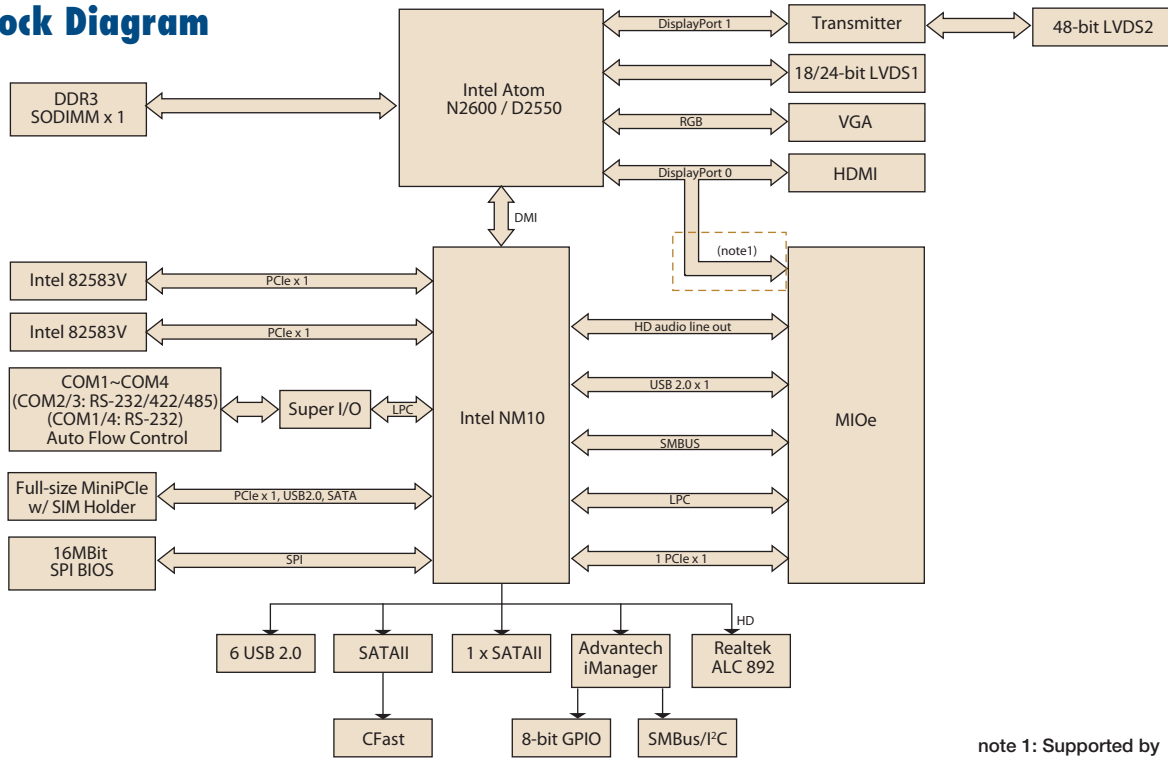 ock Diagram
DisplayPort 1
Transmitter
48-bit LVDS2
Intel Atom
N2600 / D2550
18/24-bit LVDS1
DDR3
SODIMM x 1
RGB
VGA
DisplayPort 0
HDMI
DMI
(note1)
Intel 82583V
PCIe x 1
Intel 82583V
PCIe x 1
HD audio line out
COM1~COM4
(COM2/3: RS-232/422/485)
(COM1/4: RS-232)
Auto Flow Control
Super I/O
LPC
Intel NM10
USB 2.0 x 1
MIOe
SMBUS
Full-size MiniPCIe
w/ SIM Holder
PCIe x 1, USB2.0, SATA
LPC
16MBit
SPI BIOS
SPI
1 PCIe x 1
HD
6 USB 2.0
SATAII
1 x SATAII
Advantech
iManager
Realtek
ALC 892
CFast
8-bit GPIO
SMBus/I²C
note 1: Supported by